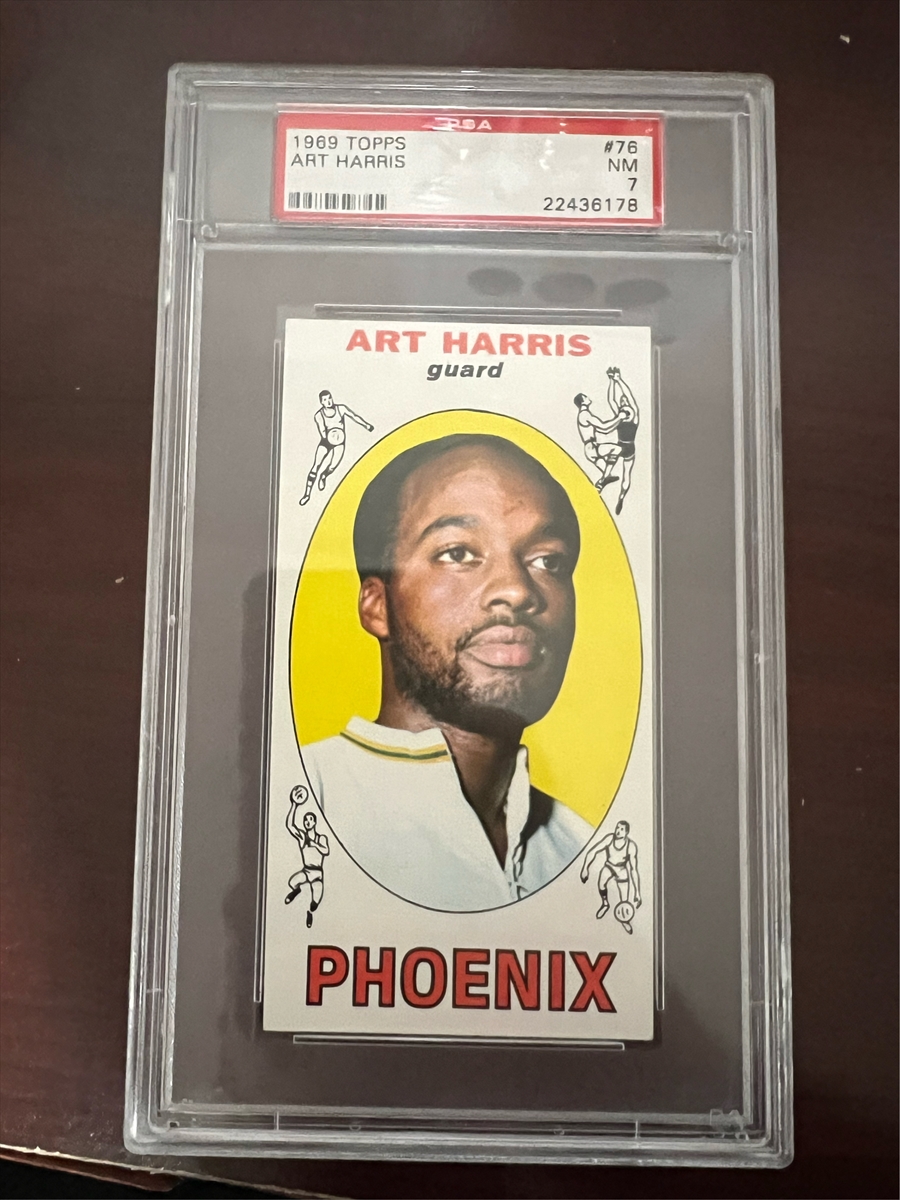 PSA
1969 TOPPS #76
ART HARRIS NM
7
22436178
ART HARRIS
guard
PHOENIX